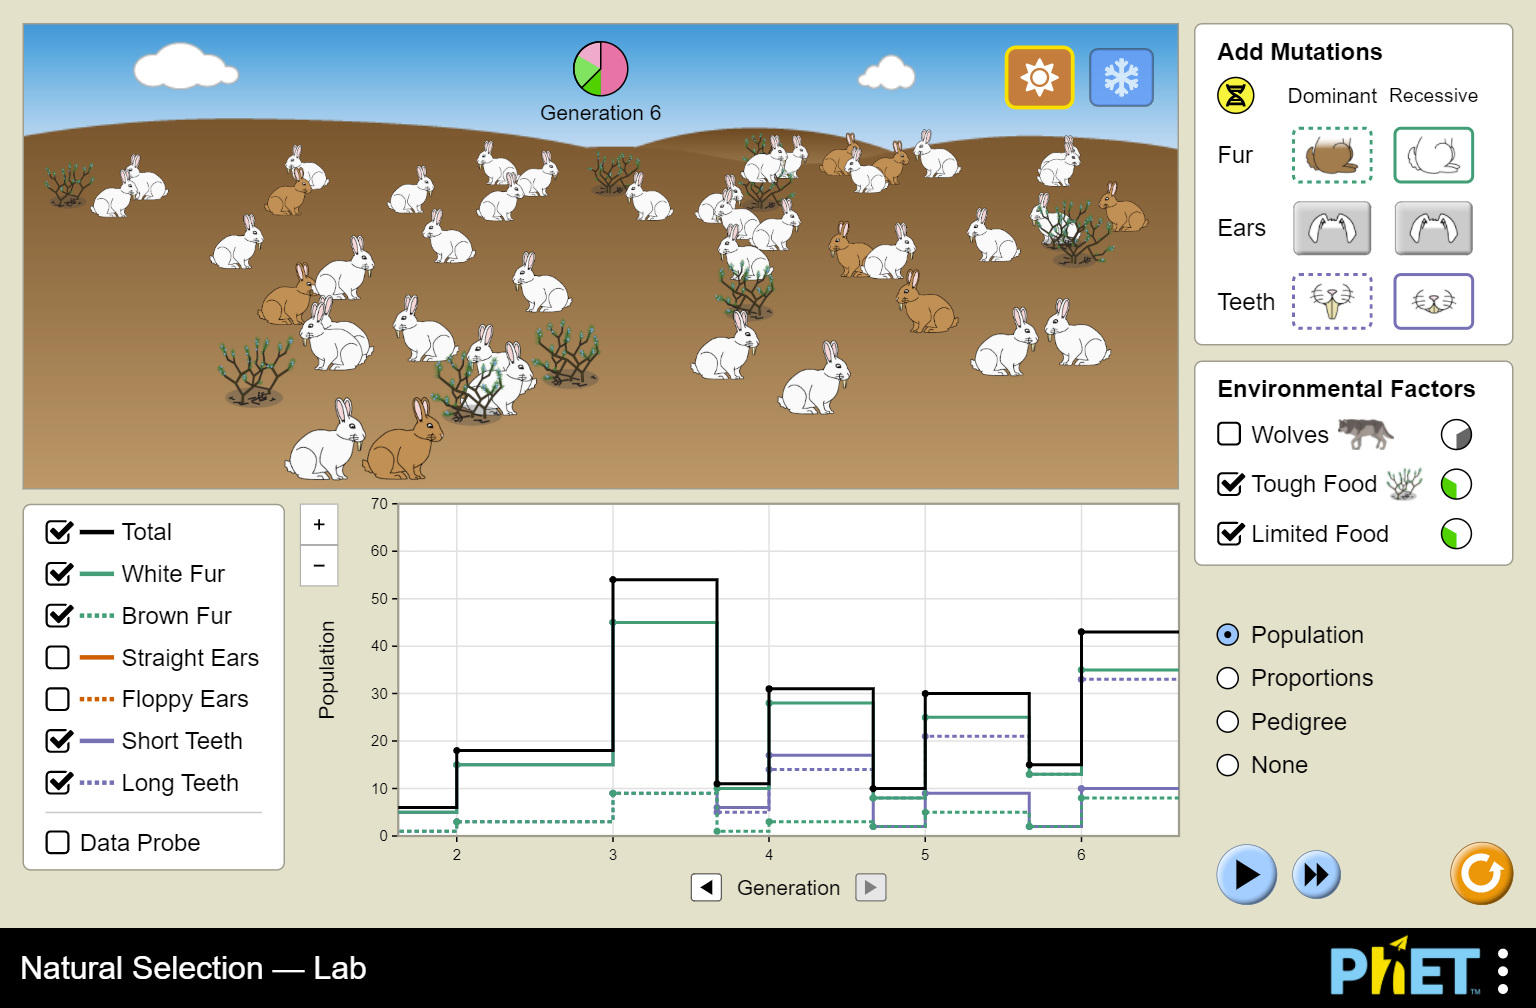 Generation 6
Add Mutations
Dominant Recessive
Fur
Ears
Teeth
Environmental Factors
Wolves
Tough Food
Limited Food
Total
White Fur
Brown Fur
Straight Ears
Floppy Ears
Short Teeth
Long Teeth
Data Probe
+
−
Population
70
60
50
40
30
20
10
0
2 3 4 5 6
Generation
Population
Proportions
Pedigree
None
Natural Selection — Lab
PhET
TM